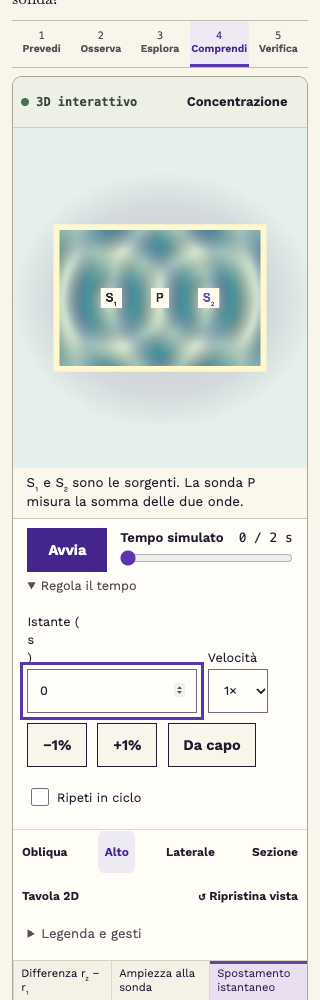 1 2 3 4 5
Prevedi Osserva Esplora Comprendi Verifica
3D interattivo Concentrazione
S₁ P S₂
S₁ e S₂ sono le sorgenti. La sonda P
misura la somma delle due onde.
Avvia Tempo simulato 0 / 2 s
▼ Regola il tempo
Istante (
s
) Velocità
0 1×
−1% +1% Da capo
Ripeti in ciclo
Obliqua Alto Laterale Sezione
Tavola 2D ↺ Ripristina vista
▶ Legenda e gesti
Differenza r₂ − Ampiezza alla Spostamento
r₁ sonda istantaneo